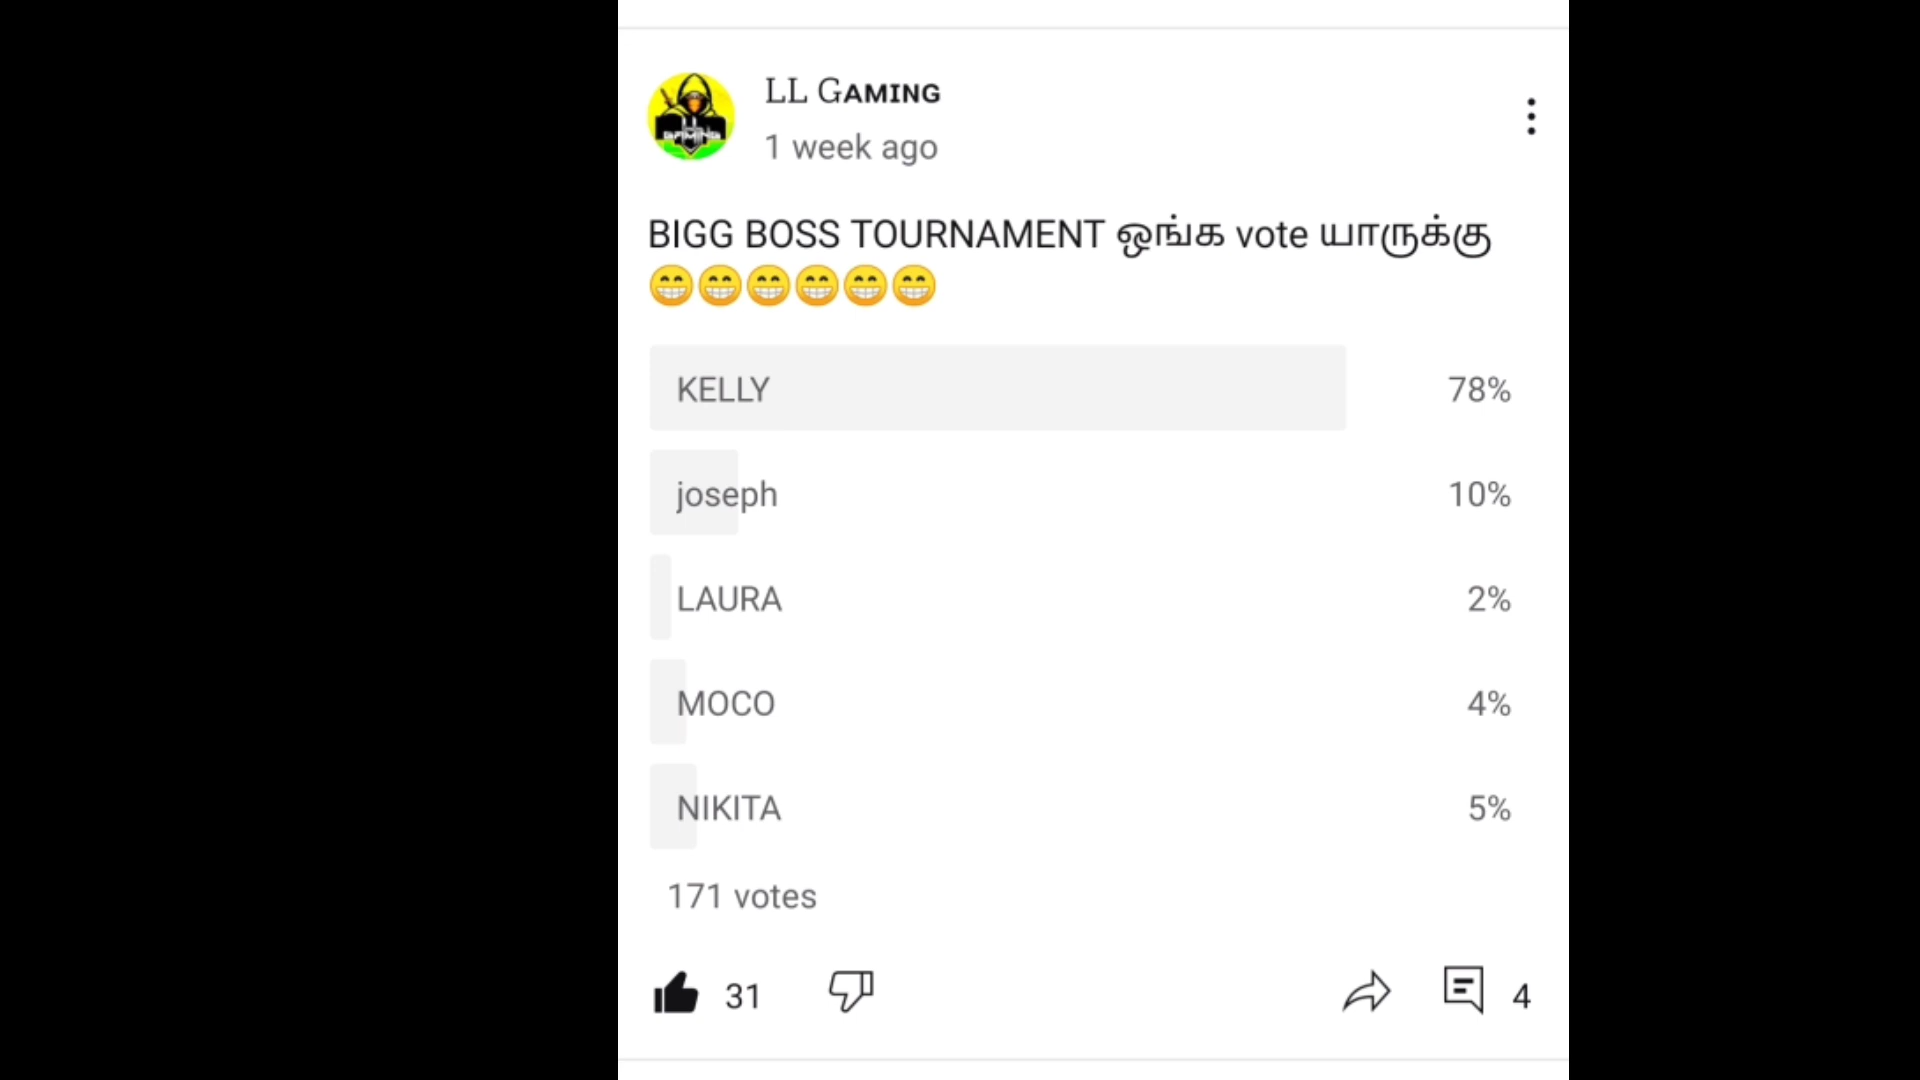 LL Gᴀᴍɪɴɢ
1 week ago
BIGG BOSS TOURNAMENT ஒங்க vote யாருக்கு
😁😁😁😁😁😁
KELLY 78%
joseph 10%
LAURA 2%
MOCO 4%
NIKITA 5%
171 votes
31 4
GAMING